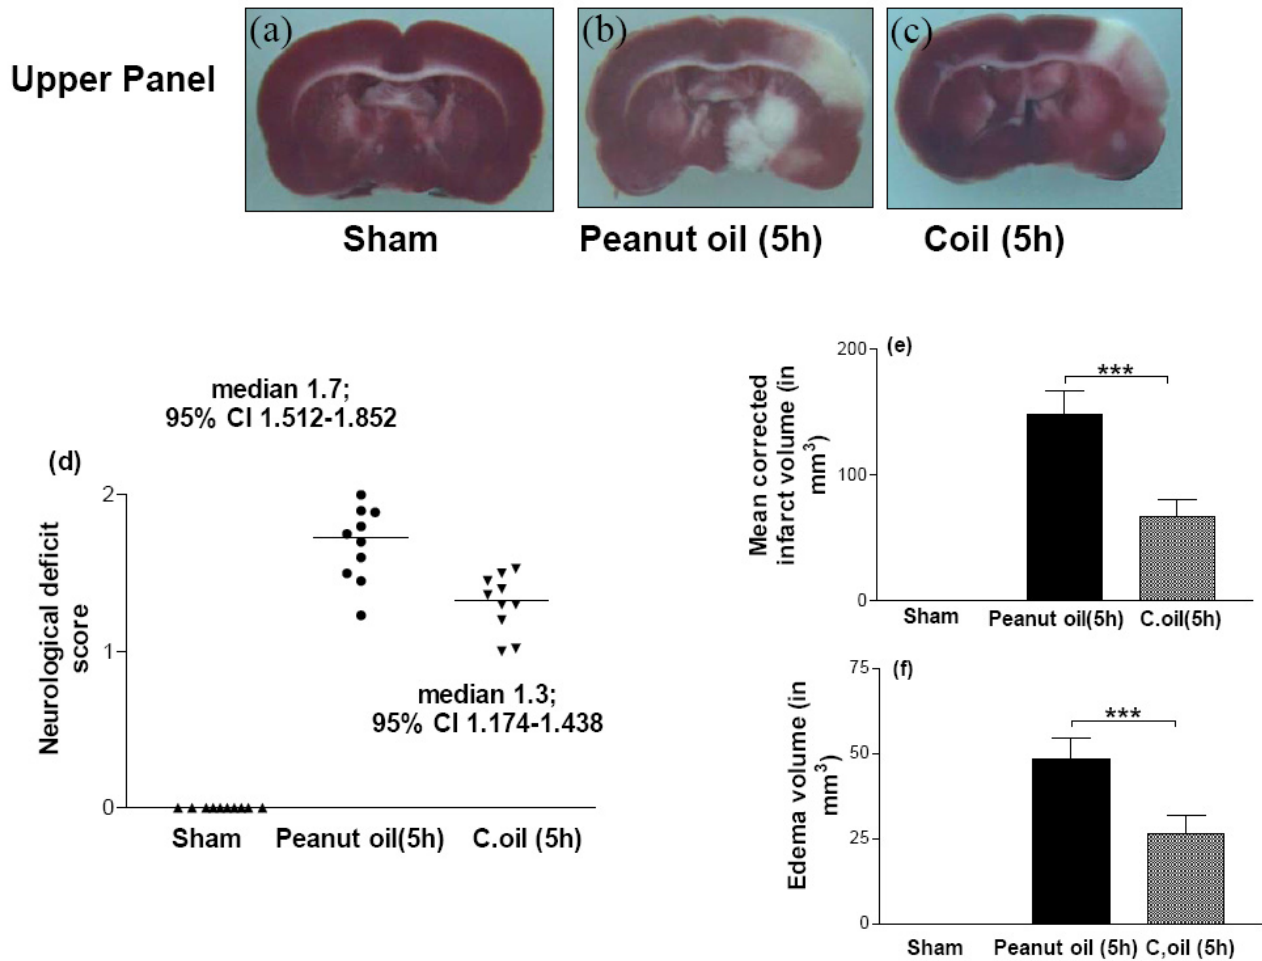 (a)
(b)
(c)
Upper Panel
Sham
Peanut oil (5h)
Coil (5h)
median 1.7;
95% CI 1.512-1.852
(d)
Neurological deficit
score
2
1
0
median 1.3;
95% CI 1.174-1.438
Sham
Peanut oil(5h)
C.oil (5h)
(e)
Mean corrected
infarct volume (in
mm³)
200
100
0
***
Sham
Peanut oil(5h)
C.oil(5h)
(f)
Edema volume (in
mm³)
75
50
25
0
***
Sham
Peanut oil (5h)
C,oil (5h)